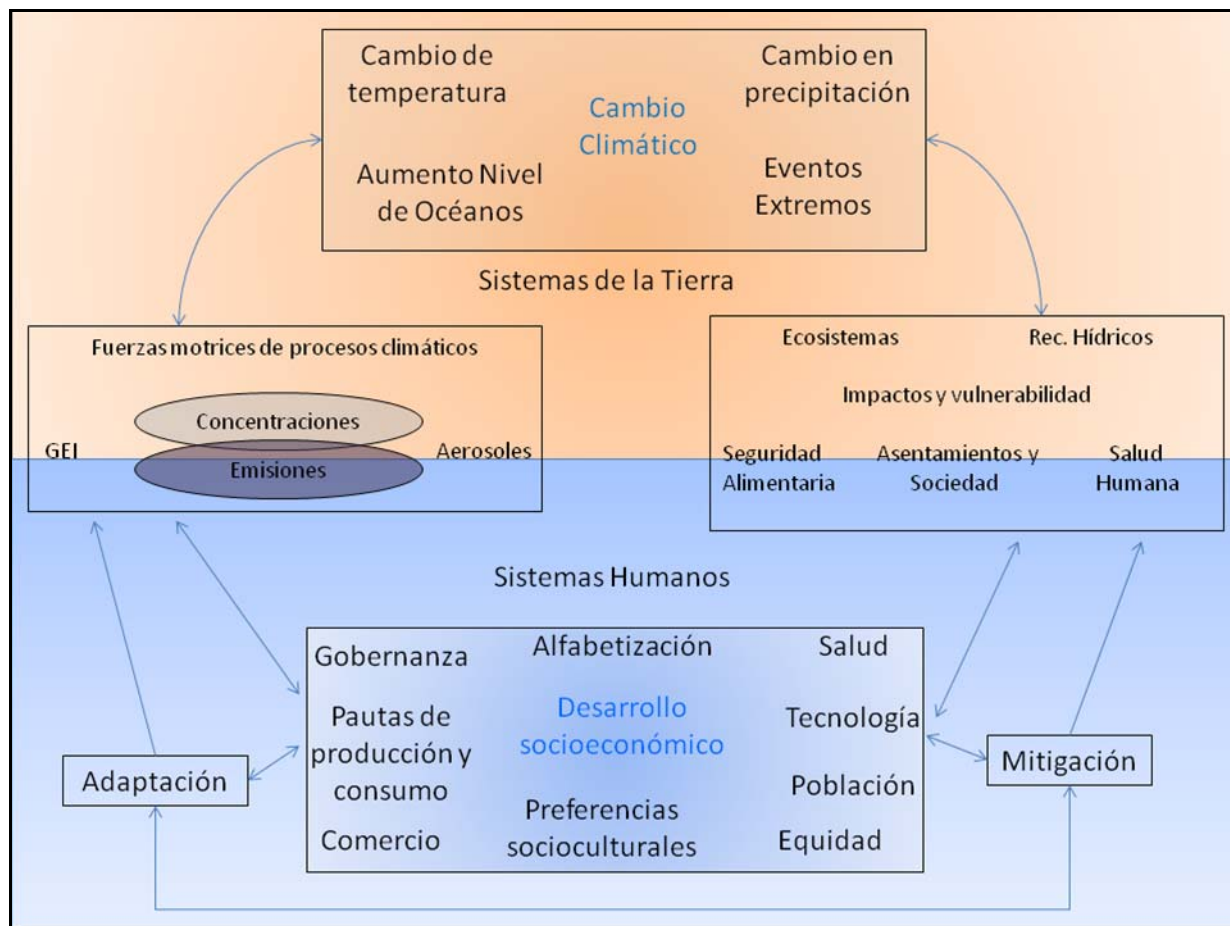 Cambio de
temperatura
Cambio
Climático
Cambio en
precipitación
Aumento Nivel
de Océanos
Eventos
Extremos
Sistemas de la Tierra
Fuerzas motrices de procesos climáticos
Concentraciones
GEI
Emisiones
Aerosoles
Ecosistemas
Rec. Hídricos
Impactos y vulnerabilidad
Seguridad
Alimentaria
Asentamientos y
Sociedad
Salud
Humana
Sistemas Humanos
Gobernanza
Alfabetización
Salud
Pautas de
producción y
consumo
Desarrollo
socioeconómico
Tecnología
Población
Comercio
Preferencias
socioculturales
Equidad
Adaptación
Mitigación